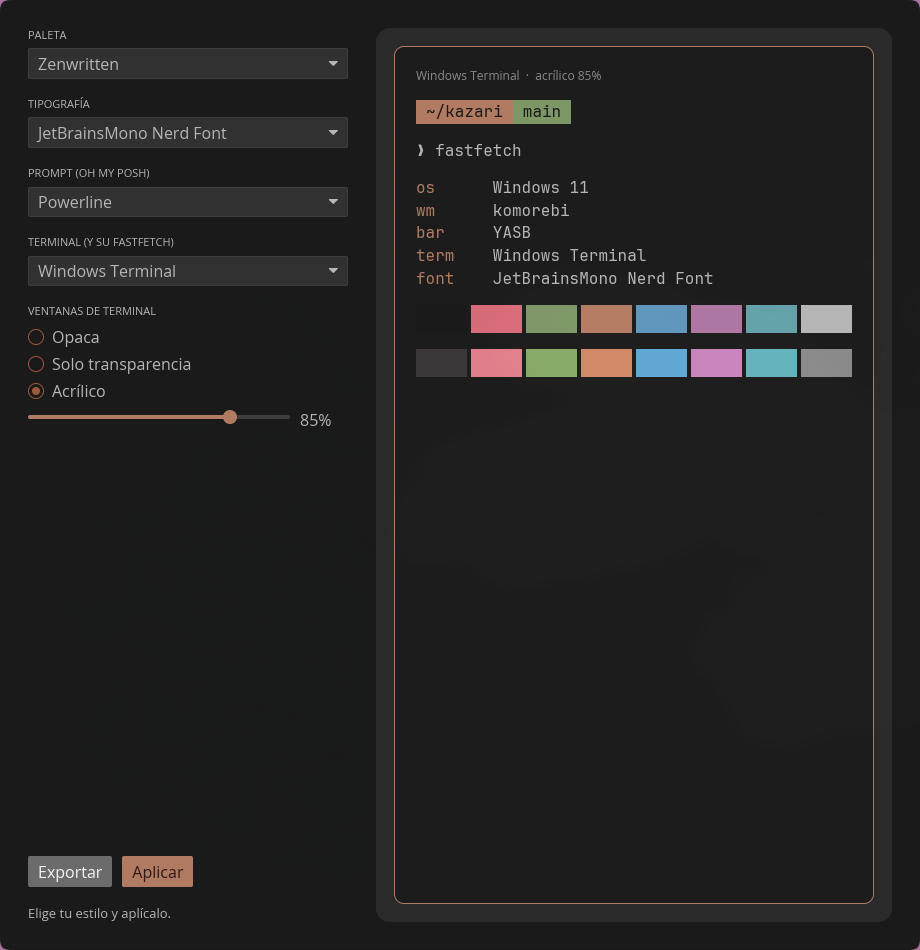 PALETA
Zenwritten
TIPOGRAFÍA
JetBrainsMono Nerd Font
PROMPT (OH MY POSH)
Powerline
TERMINAL (Y SU FASTFETCH)
Windows Terminal
VENTANAS DE TERMINAL
Opaca
Solo transparencia
Acrílico
85%
Exportar Aplicar
Elige tu estilo y aplícalo.
Windows Terminal · acrílico 85%
~/kazari main
❯ fastfetch
os Windows 11
wm komorebi
bar YASB
term Windows Terminal
font JetBrainsMono Nerd Font